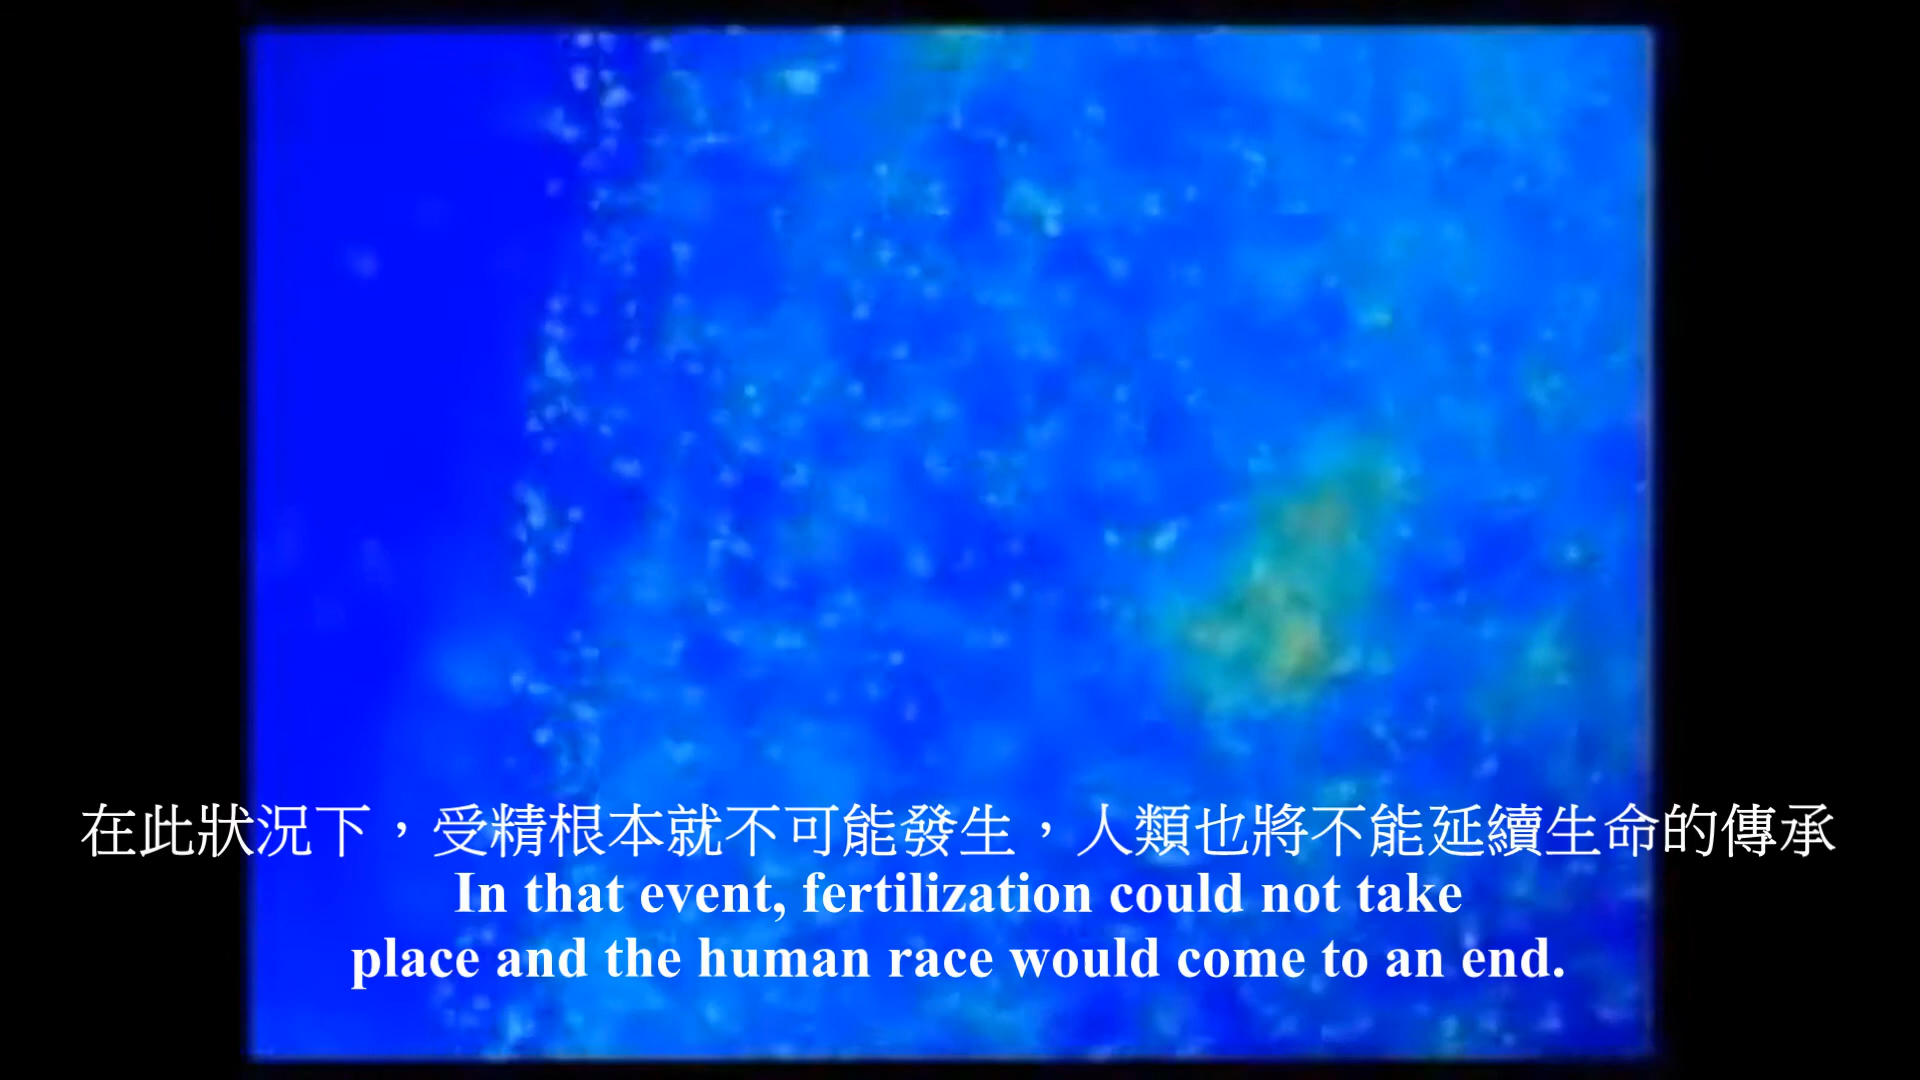 在此狀況下，受精根本就不可能發生，人類也將不能延續生命的傳承
In that event, fertilization could not take
place and the human race would come to an end.